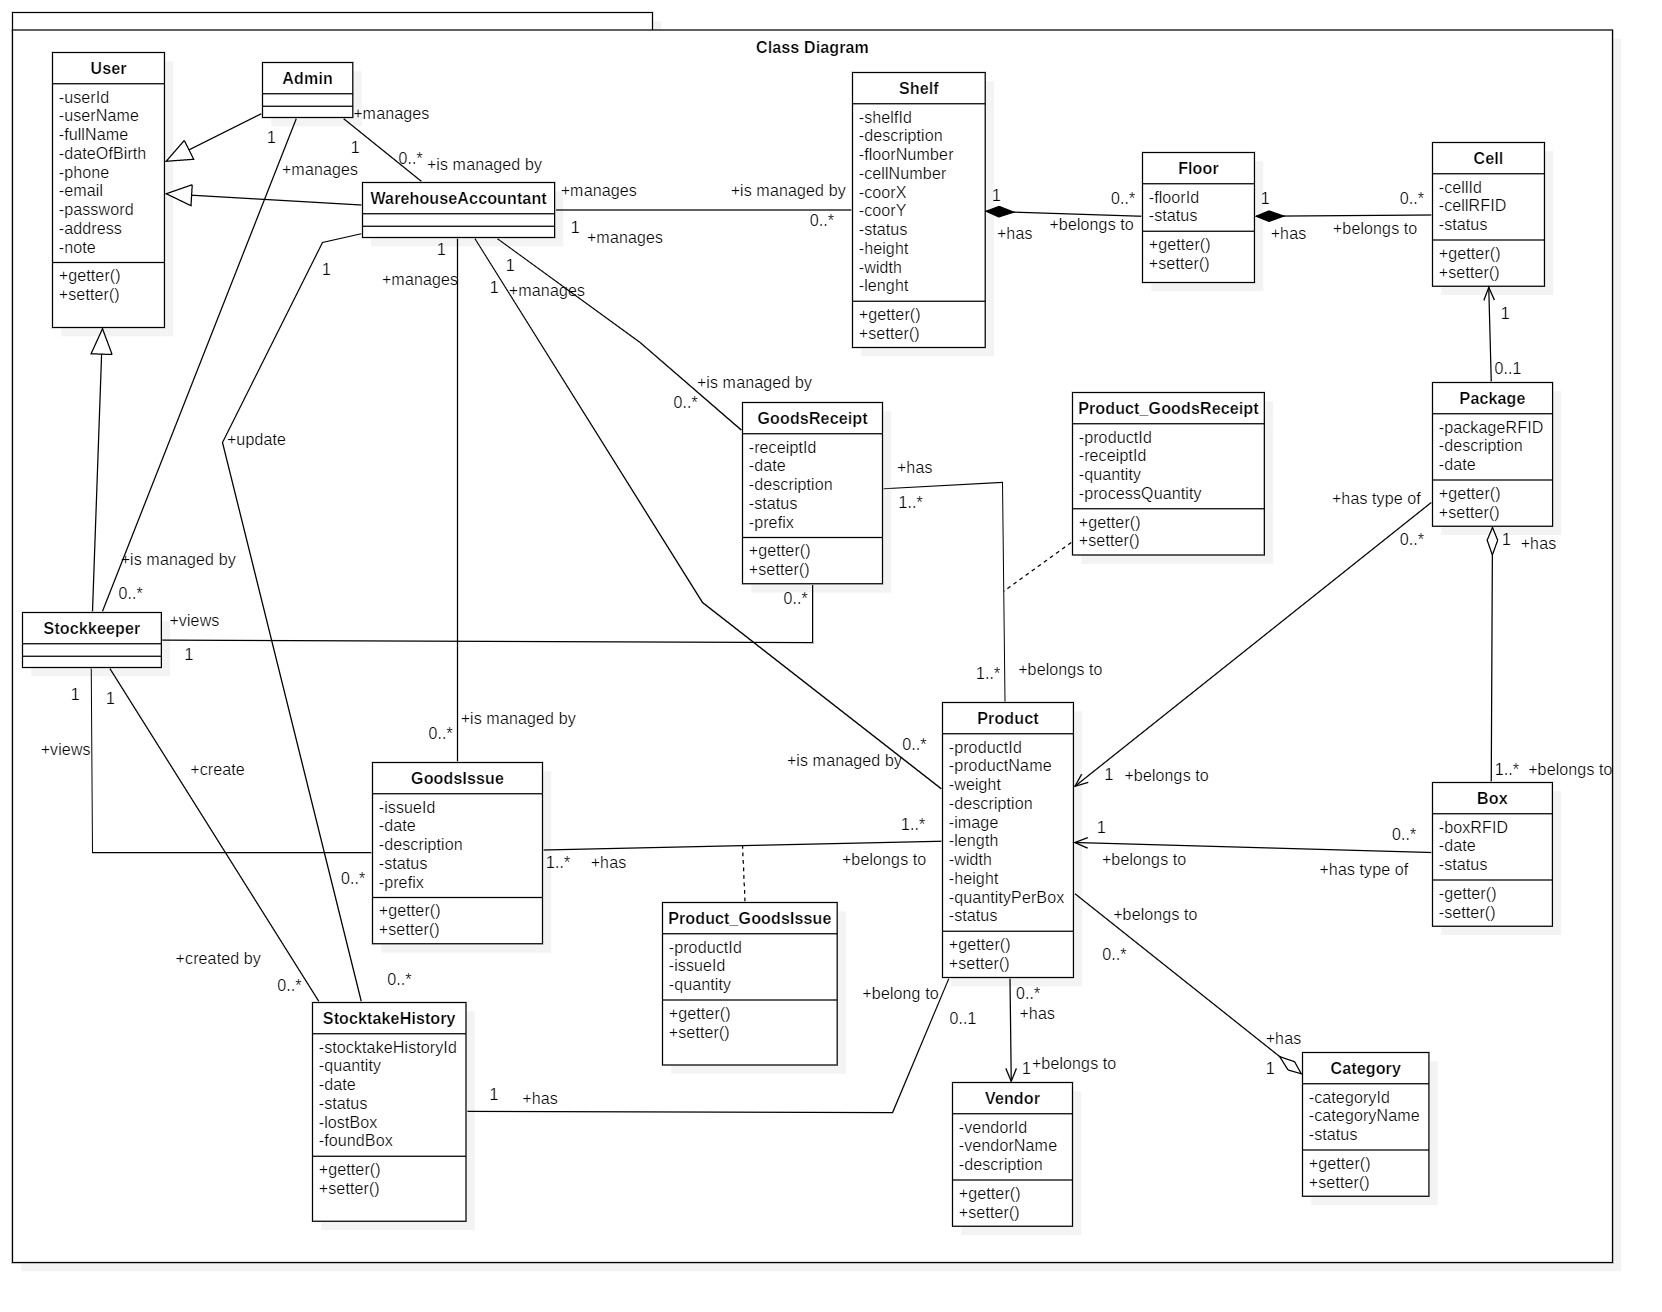 Class Diagram
User
-userId
-userName
-fullName
-dateOfBirth
-phone
-email
-password
-address
-note
+getter()
+setter()
Admin
+manages
1
1
+manages
0..*
+is managed by
WarehouseAccountant
+manages
+is managed by
1
+manages
0..*
Shelf
-shelfId
-description
-floorNumber
-cellNumber
-coorX
-coorY
-status
-height
-width
-lenght
+getter()
+setter()
1
0..*
+has
+belongs to
Floor
-floorId
-status
+getter()
+setter()
1
0..*
+has
+belongs to
Cell
-cellId
-cellRFID
-status
+getter()
+setter()
1
0..1
1
1
1
+manages
1
+manages
+is managed by
0..*
+update
GoodsReceipt
-receiptId
-date
-description
-status
-prefix
+getter()
+setter()
0..*
+has
1..*
Product_GoodsReceipt
-productId
-receiptId
-quantity
-processQuantity
+getter()
+setter()
Package
-packageRFID
-description
-date
+getter()
+setter()
+has type of
0..*
1
+has
+is managed by
0..*
Stockkeeper
+views
1
1
1
+views
+create
+created by
0..*
+is managed by
0..*
GoodsIssue
-issueId
-date
-description
-status
-prefix
+getter()
+setter()
0..*
0..*
1..*
+has
1..*
+belongs to
1..*
+belongs to
0..*
+is managed by
Product
-productId
-productName
-weight
-description
-image
-length
-width
-height
-quantityPerBox
-status
+getter()
+setter()
1
+belongs to
1
+belongs to
0..*
+has type of
1..*
+belongs to
Box
-boxRFID
-date
-status
-getter()
-setter()
Product_GoodsIssue
-productId
-issueId
-quantity
+getter()
+setter()
+belongs to
0..*
+belong to
0..1
0..*
+has
1
+belongs to
+has
1
StocktakeHistory
-stocktakeHistoryId
-quantity
-date
-status
-lostBox
-foundBox
+getter()
+setter()
1
+has
Vendor
-vendorId
-vendorName
-description
+getter()
+setter()
Category
-categoryId
-categoryName
-status
+getter()
+setter()